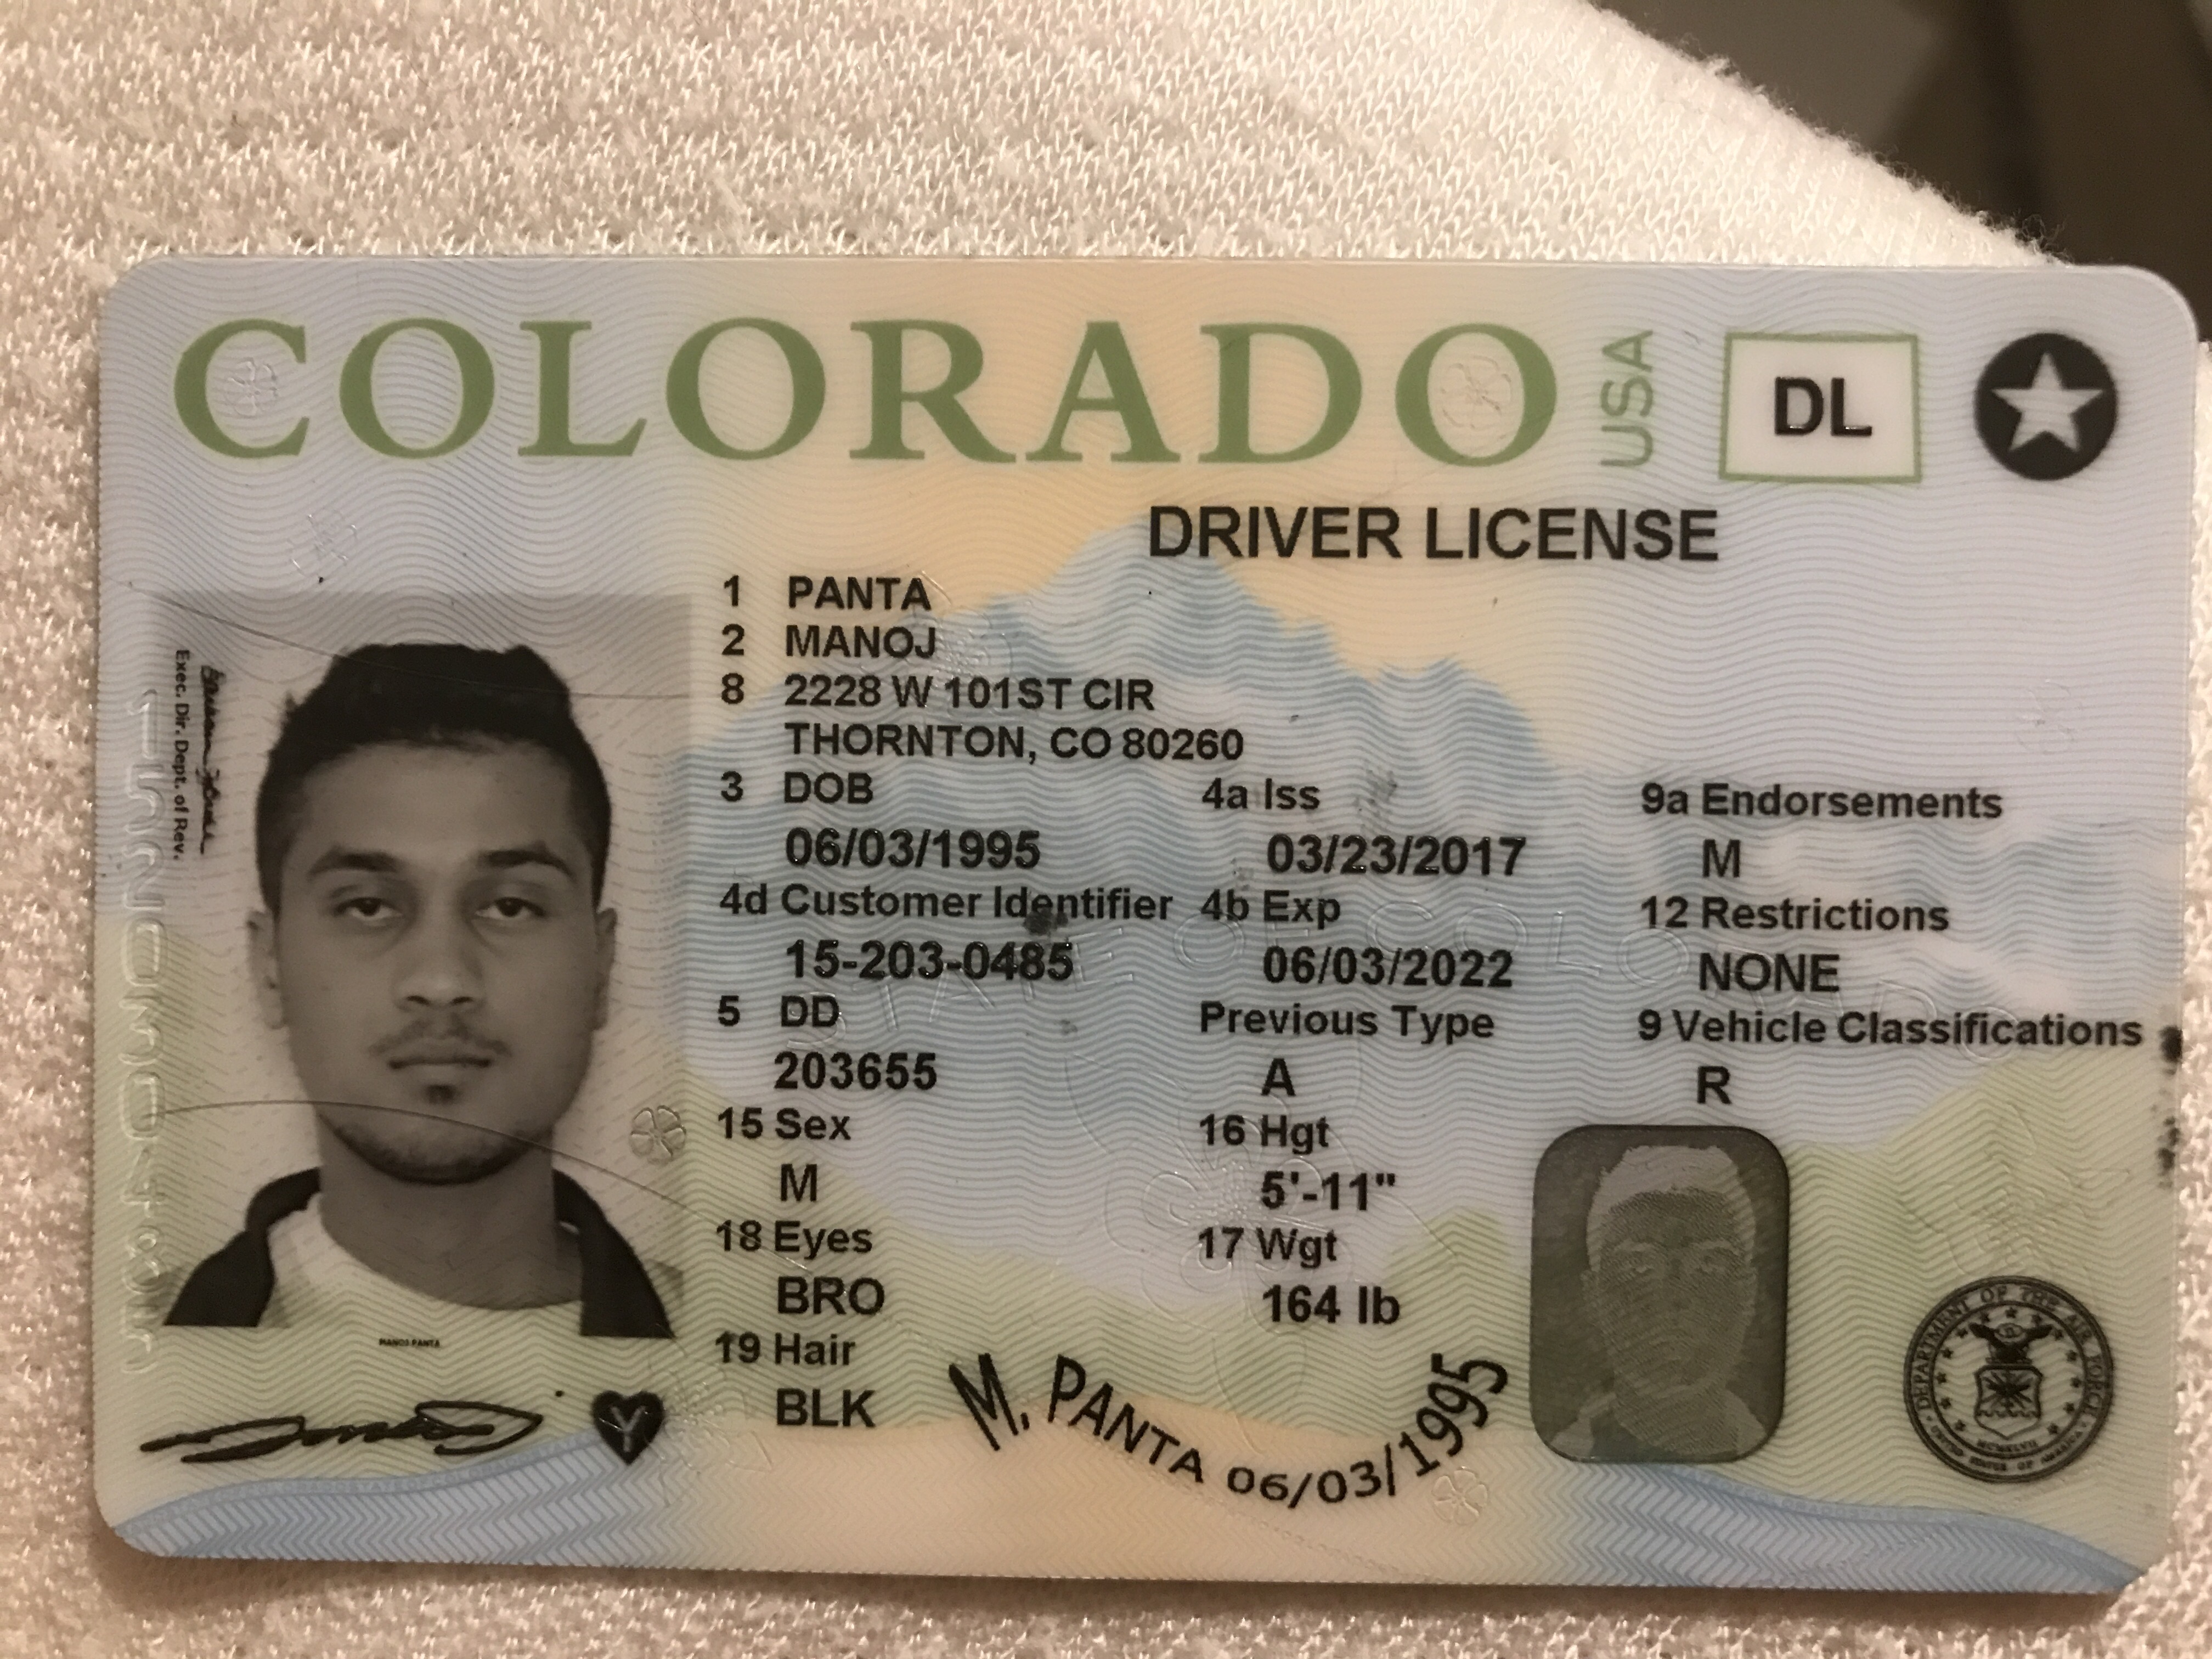 COLORADO USA DL
DRIVER LICENSE
1 PANTA
2 MANOJ
8 2228 W 101ST CIR
THORNTON, CO 80260
3 DOB
06/03/1995
4d Customer Identifier
15-203-0485
5 DD
203655
15 Sex
M
18 Eyes
BRO
19 Hair
BLK
4a Iss
03/23/2017
4b Exp
06/03/2022
Previous Type
A
16 Hgt
5'-11"
17 Wgt
164 lb
9a Endorsements
M
12 Restrictions
NONE
9 Vehicle Classifications
R
M. PANTA 06/03/1995
DEPARTMENT OF THE AIR FORCE
Exec. Dir. Dept. of Rev.
152030485
MANOJ PANTA
Y